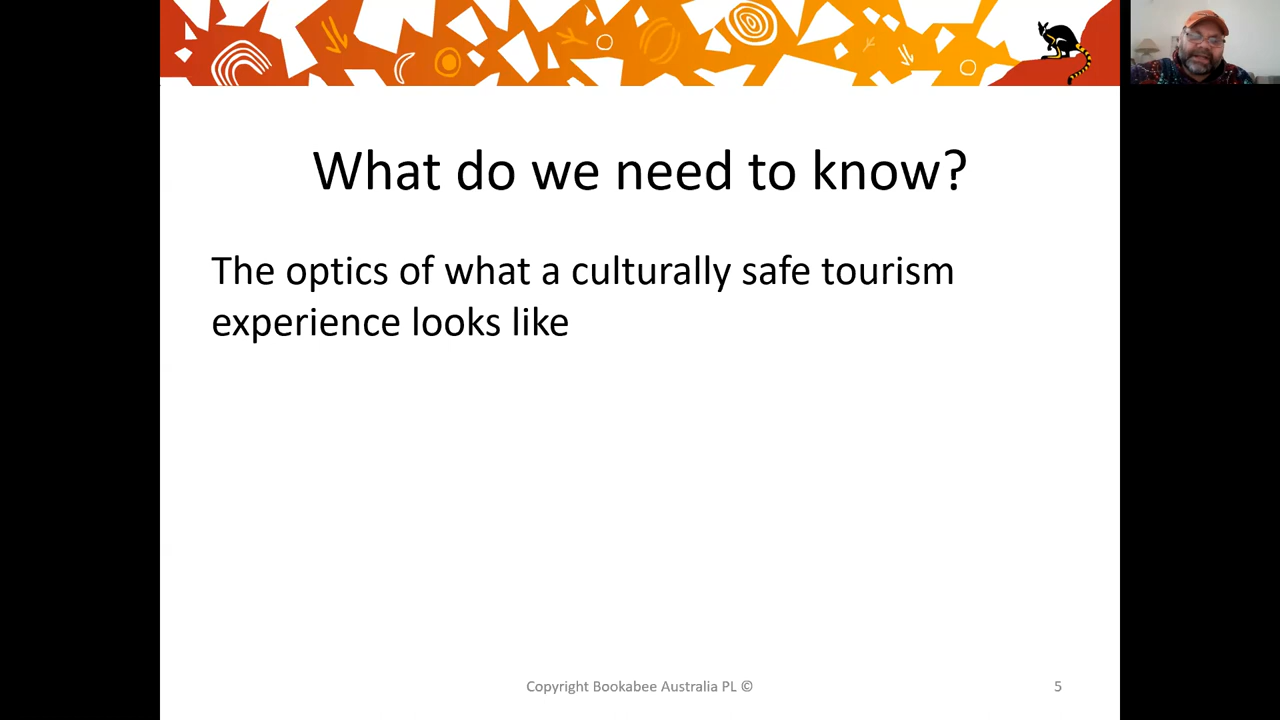 What do we need to know?
The optics of what a culturally safe tourism
experience looks like
Copyright Bookabee Australia PL ©
5